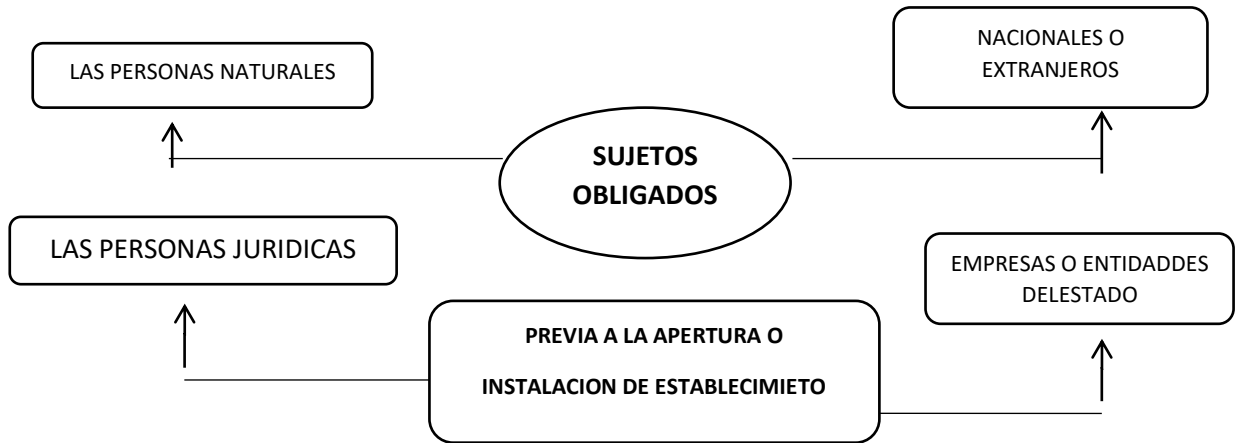 LAS PERSONAS NATURALES
NACIONALES O
EXTRANJEROS
SUJETOS
OBLIGADOS
LAS PERSONAS JURIDICAS
EMPRESAS O ENTIDADDES
DELESTADO
PREVIA A LA APERTURA O
INSTALACION DE ESTABLECIMIETO